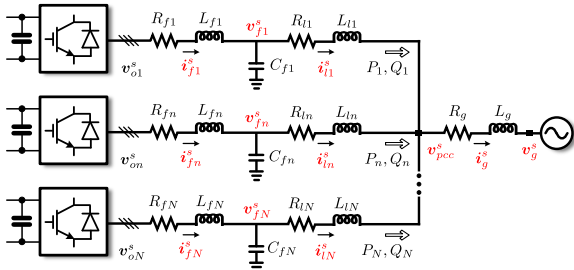 R_{f1} L_{f1} v^s_{f1} R_{l1} L_{l1}
v^s_{o1} i^s_{f1} C_{f1} i^s_{l1} P_1, Q_1
R_{fn} L_{fn} v^s_{fn} R_{ln} L_{ln} R_g L_g
v^s_{on} i^s_{fn} C_{fn} i^s_{ln} P_n, Q_n v^s_{pcc} i^s_g v^s_g
R_{fN} L_{fN} v^s_{fN} R_{lN} L_{lN}
v^s_{oN} i^s_{fN} C_{fN} i^s_{lN} P_N, Q_N